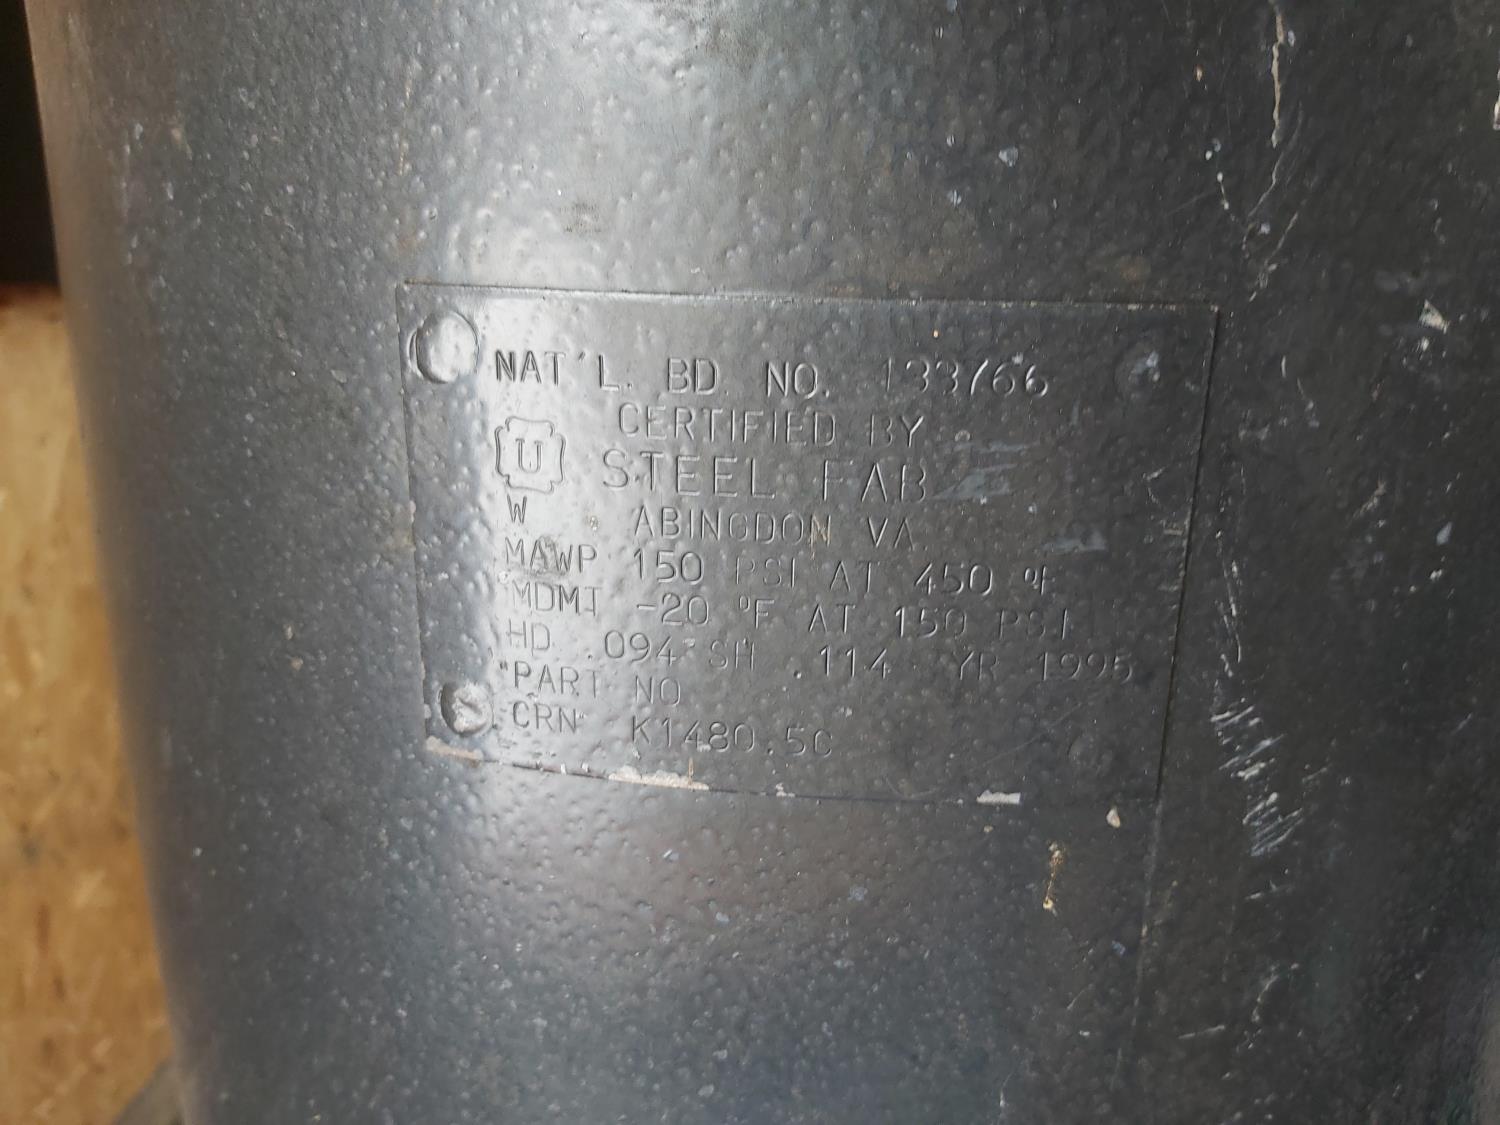 NAT'L. BD. NO. 133766
CERTIFIED BY
U
STEEL FAB
W
ABINGDON VA.
MAWP 150 PSI AT 450 °F
MDMT -20 °F AT 150 PSI
HD .094 SH .114 YR 1995
PART NO
CRN K1480.5C